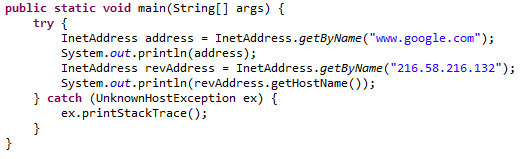 public static void main(String[] args) {
    try {
        InetAddress address = InetAddress.getByName("www.google.com");
        System.out.println(address);
        InetAddress revAddress = InetAddress.getByName("216.58.216.132");
        System.out.println(revAddress.getHostName());
    } catch (UnknownHostException ex) {
        ex.printStackTrace();
    }
}